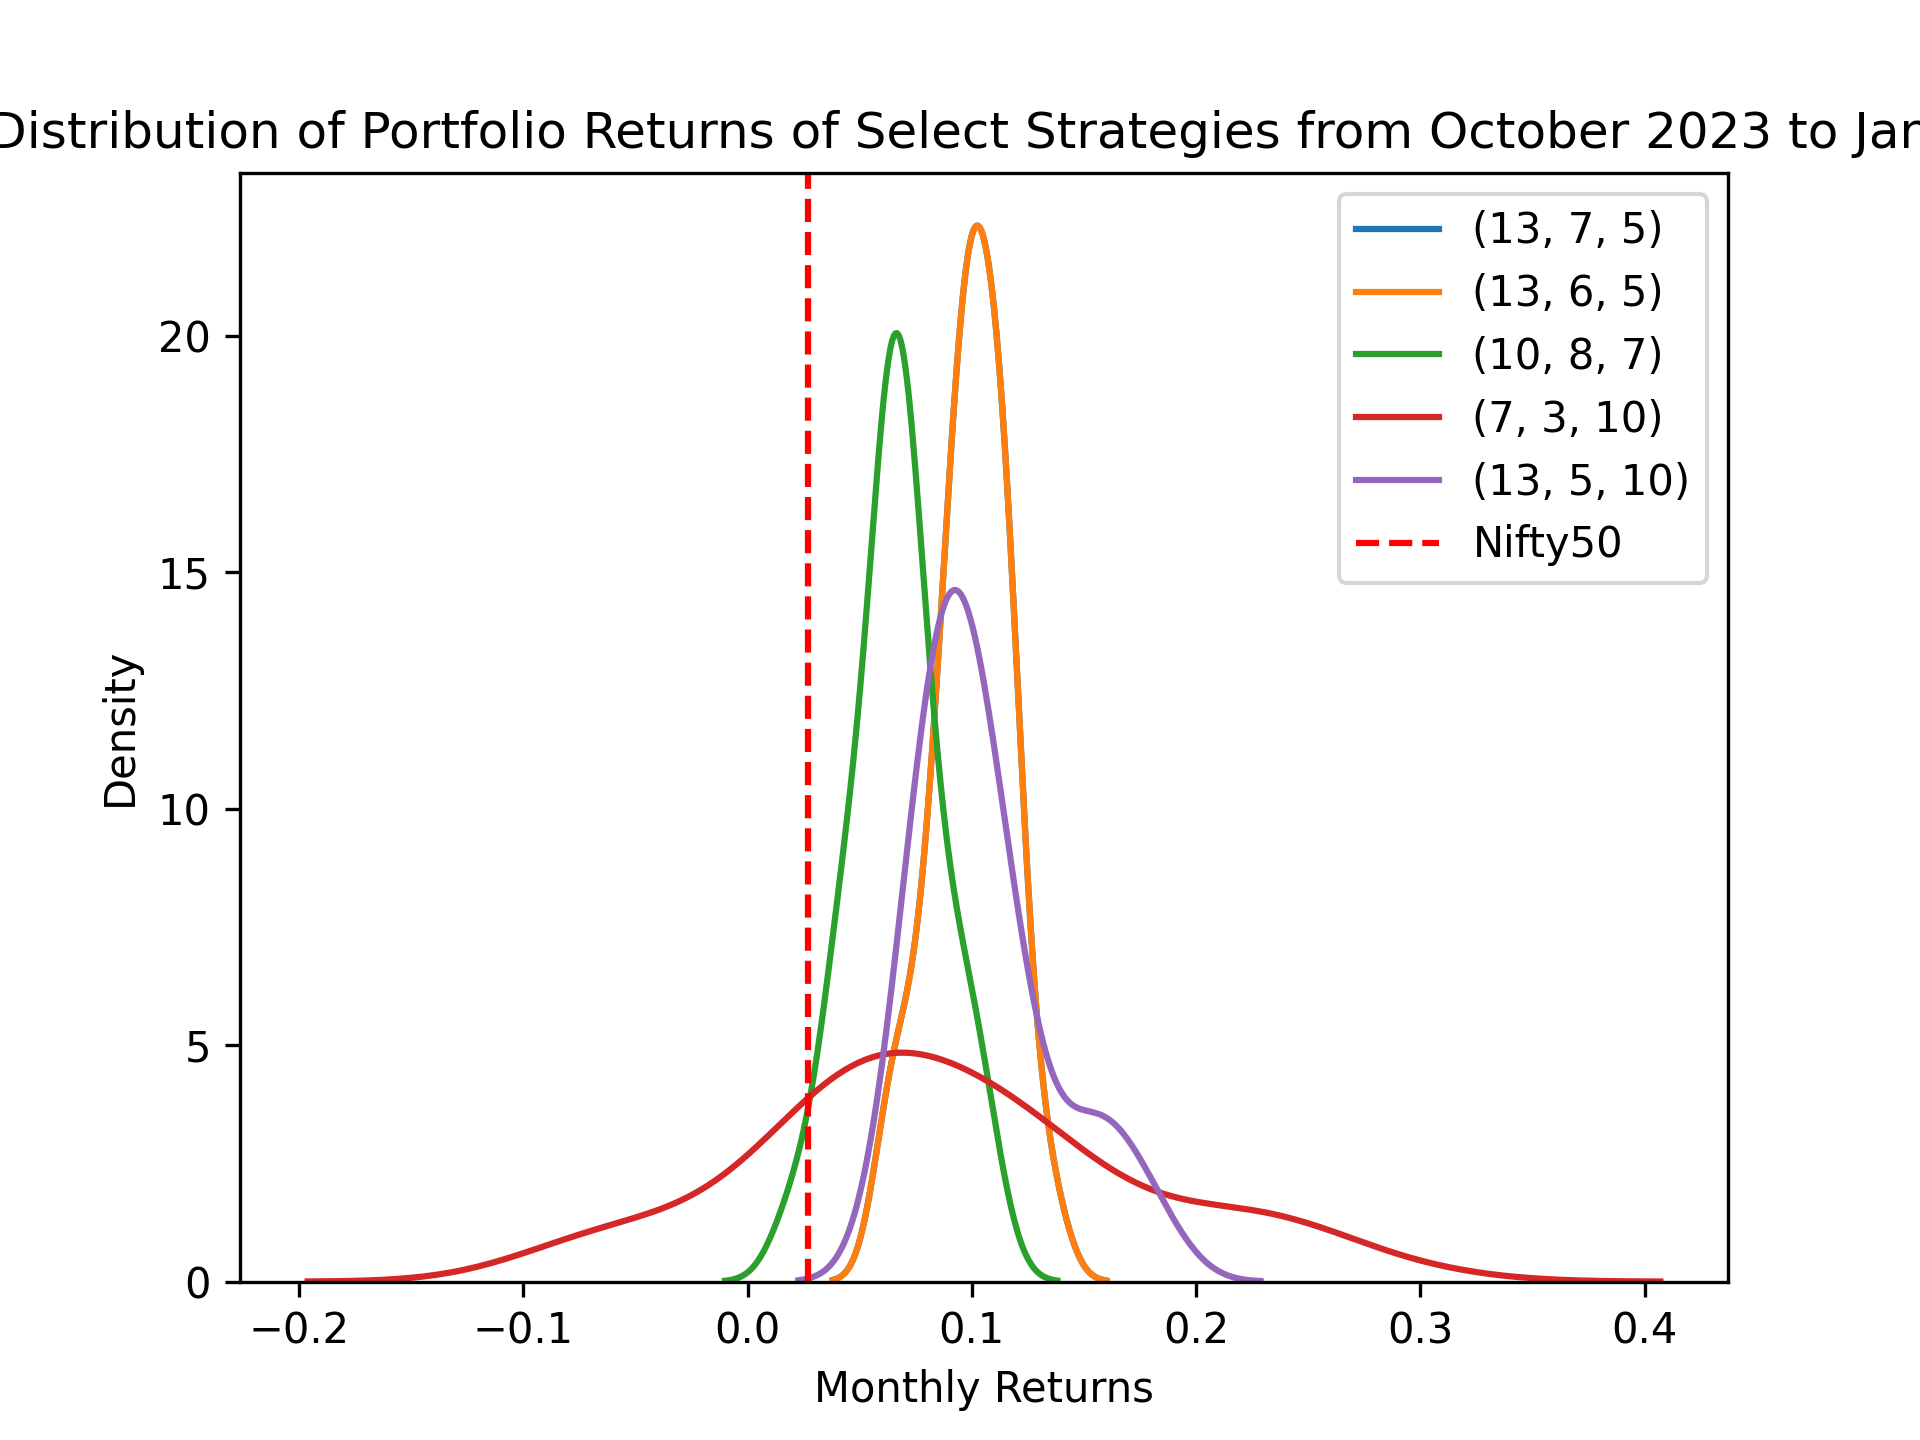 Distribution of Portfolio Returns of Select Strategies from October 2023 to Jan
(13, 7, 5)
(13, 6, 5)
(10, 8, 7)
(7, 3, 10)
(13, 5, 10)
Nifty50
Density
20
15
10
5
0
−0.2 −0.1 0.0 0.1 0.2 0.3 0.4
Monthly Returns